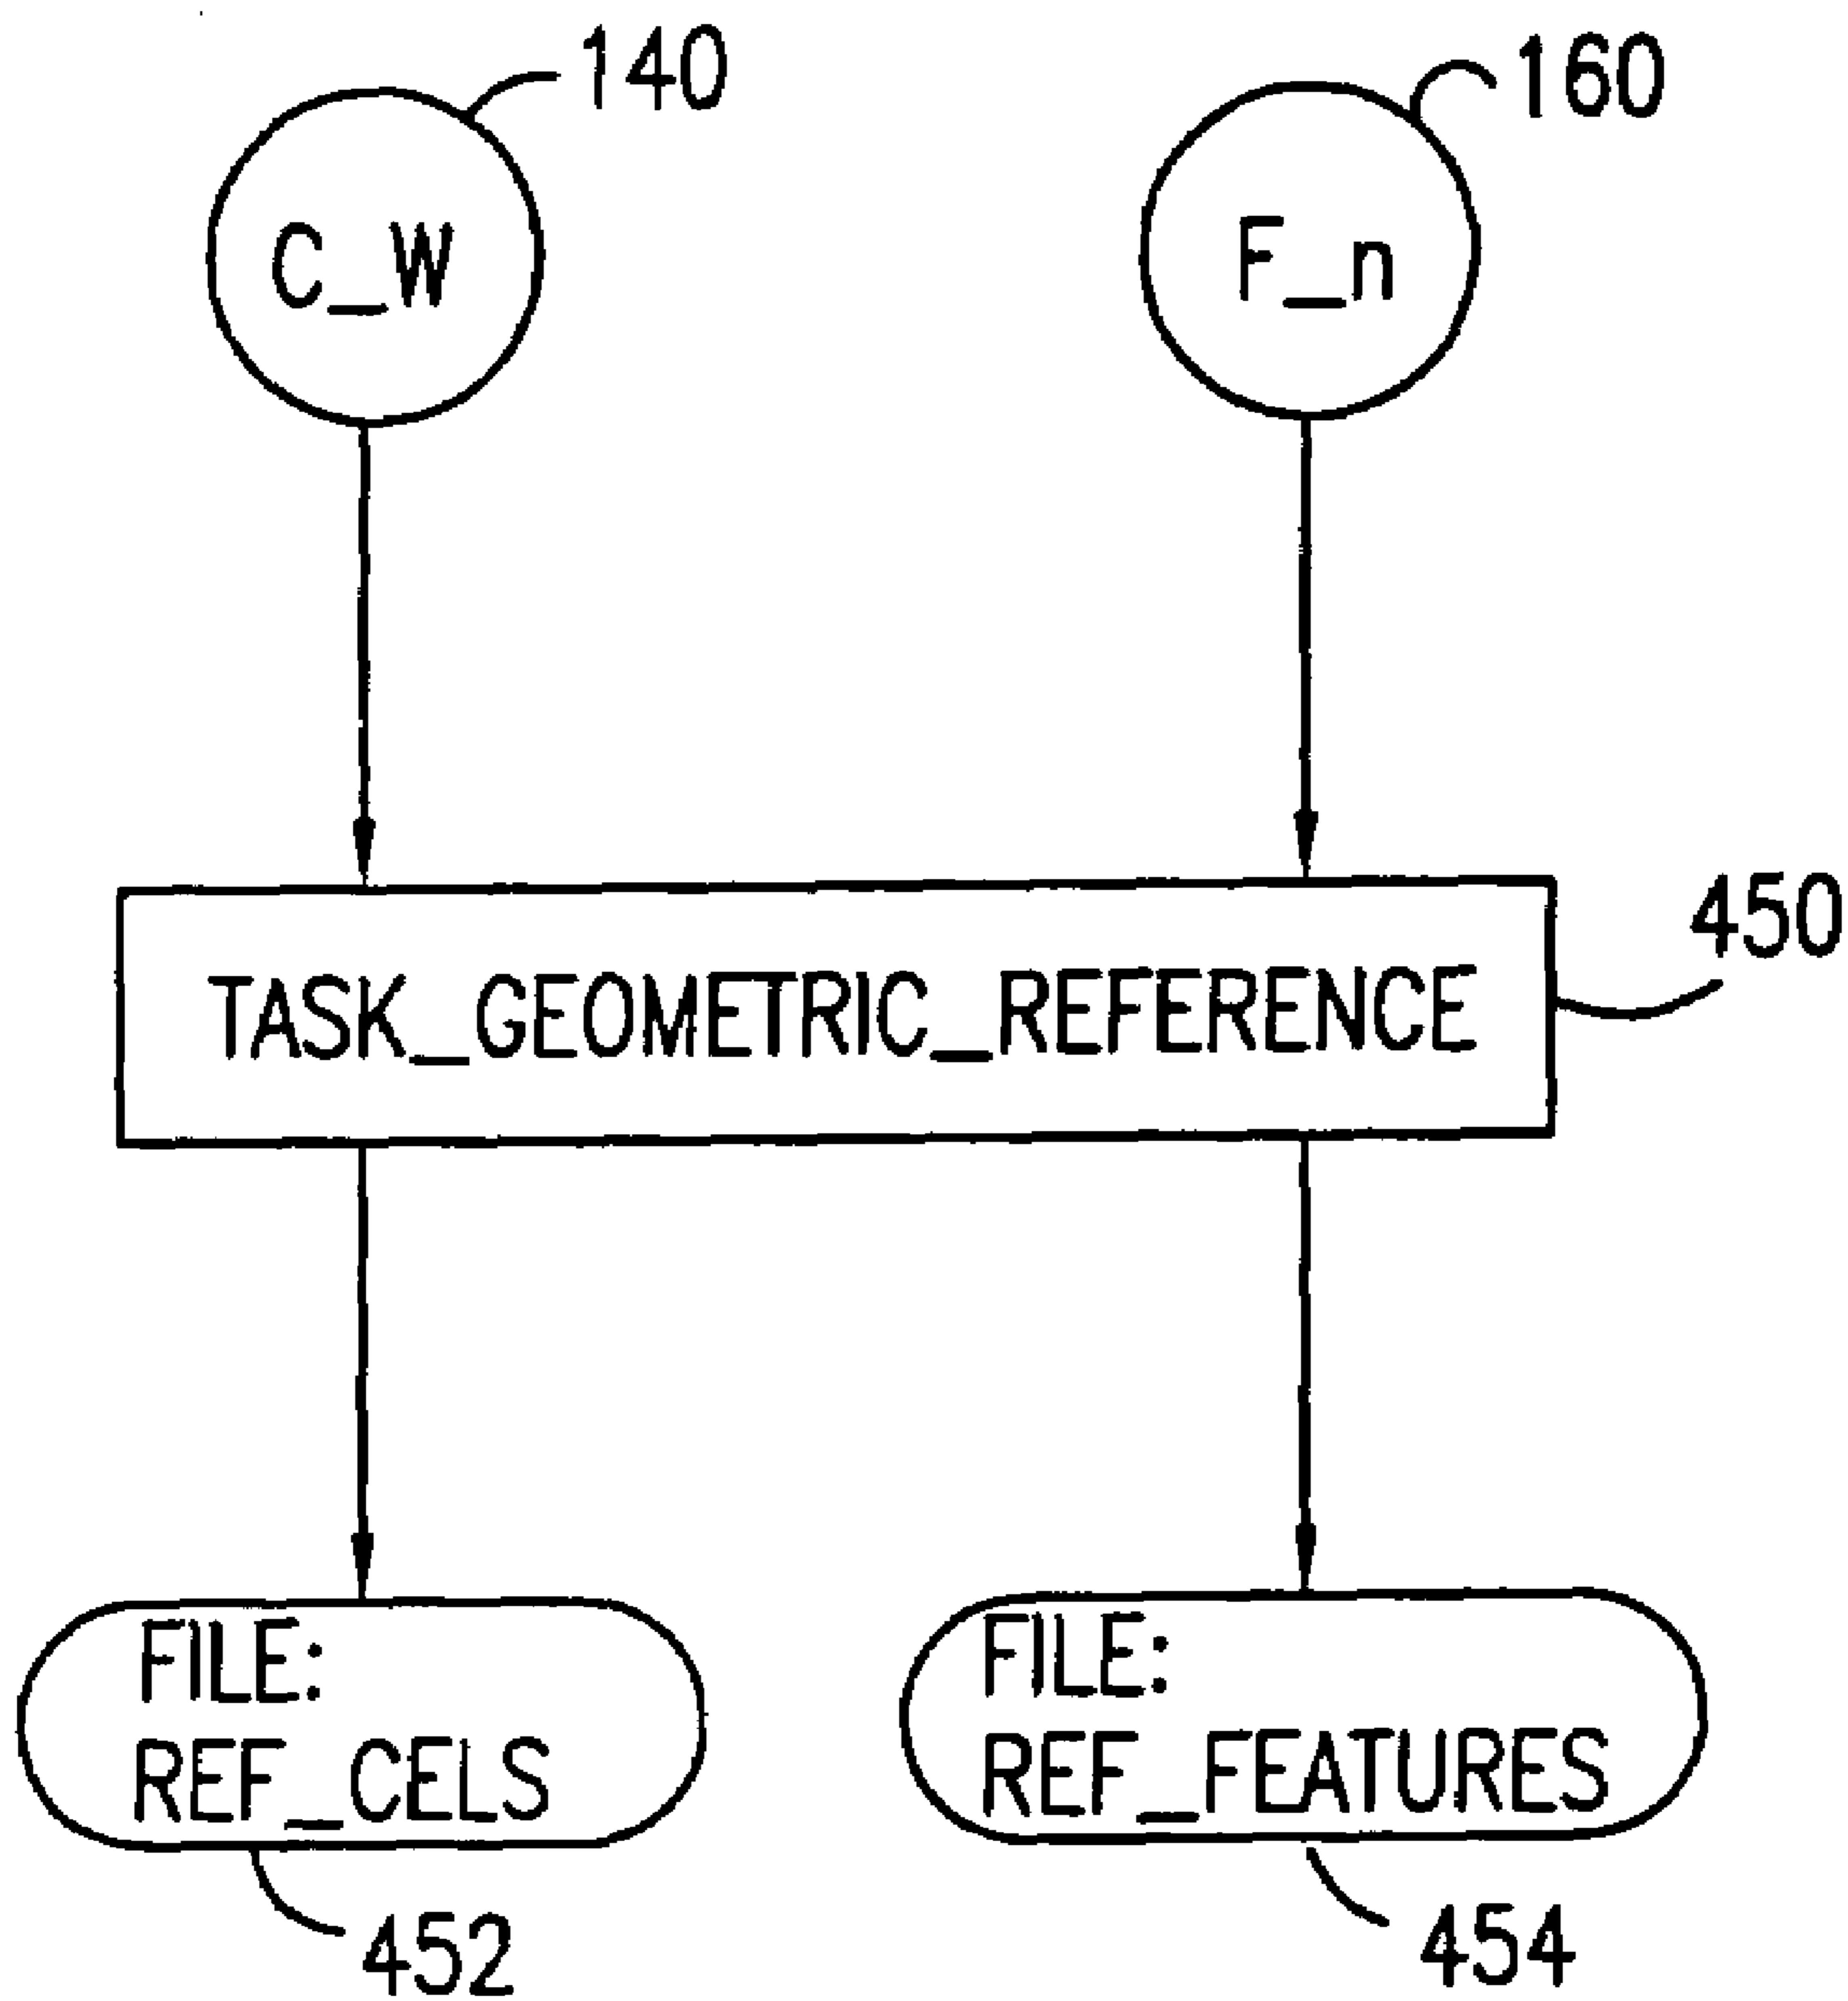 140
160
C_W
F_n
450
TASK_GEOMETRIC_REFERENCE
FILE:
REF_CELS
FILE:
REF_FEATURES
452
454